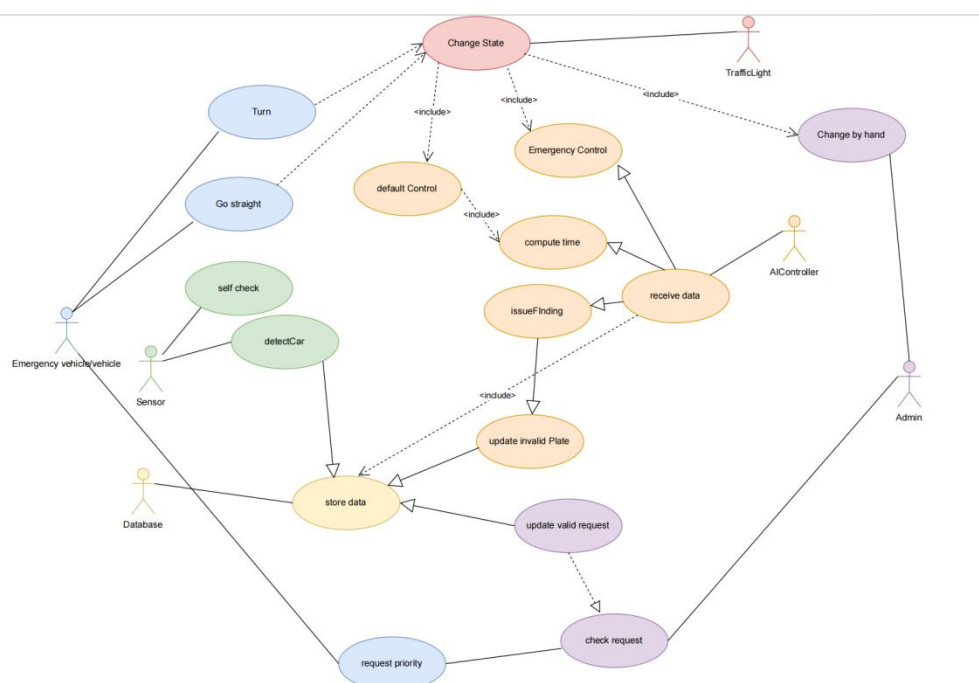 Change State
TrafficLight
<include>
<include>
<include>
Turn
Change by hand
Emergency Control
default Control
Go straight
<include>
compute time
AIController
self check
receive data
issueFInding
detectCar
Emergency vehicle/vehicle
Sensor
<include>
Admin
update invalid Plate
store data
Database
update valid request
check request
request priority